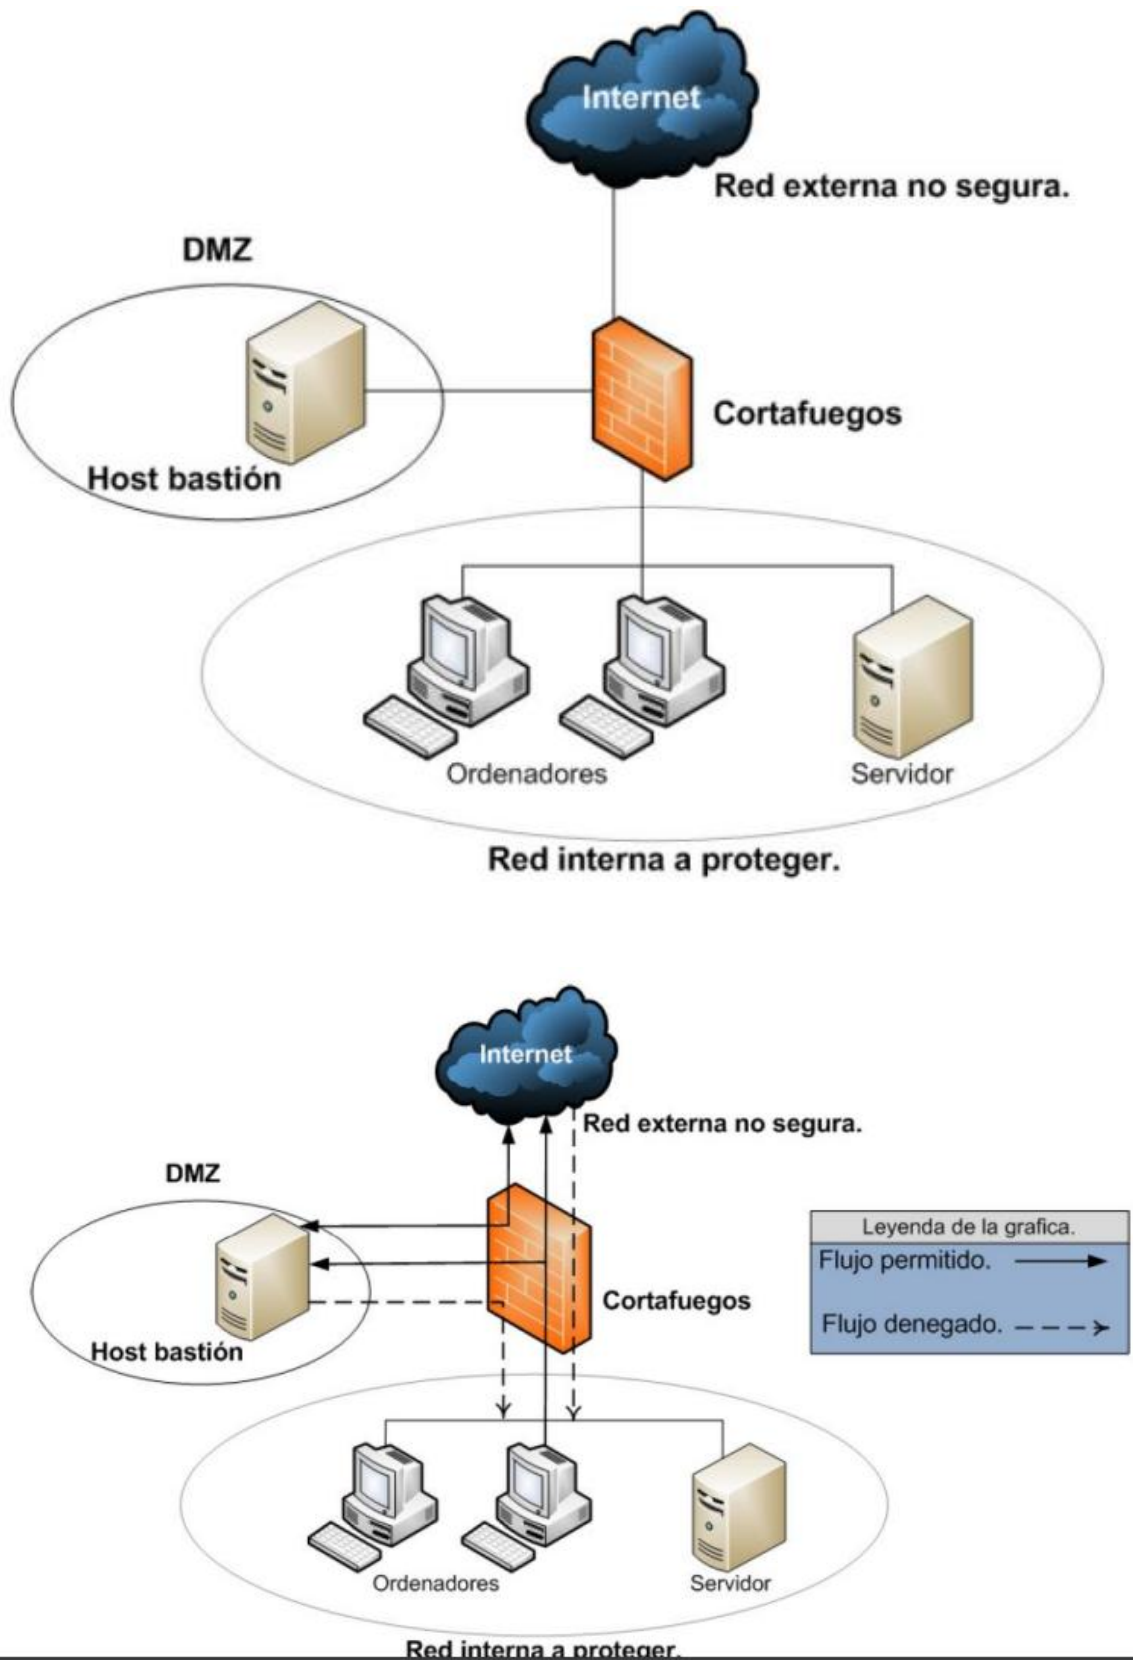 Internet
Red externa no segura.
DMZ
Host bastión
Cortafuegos
Ordenadores
Servidor
Red interna a proteger.
Internet
Red externa no segura.
DMZ
Leyenda de la grafica.
Flujo permitido.
Flujo denegado.
Cortafuegos
Host bastión
Ordenadores
Servidor
Red interna a proteger.